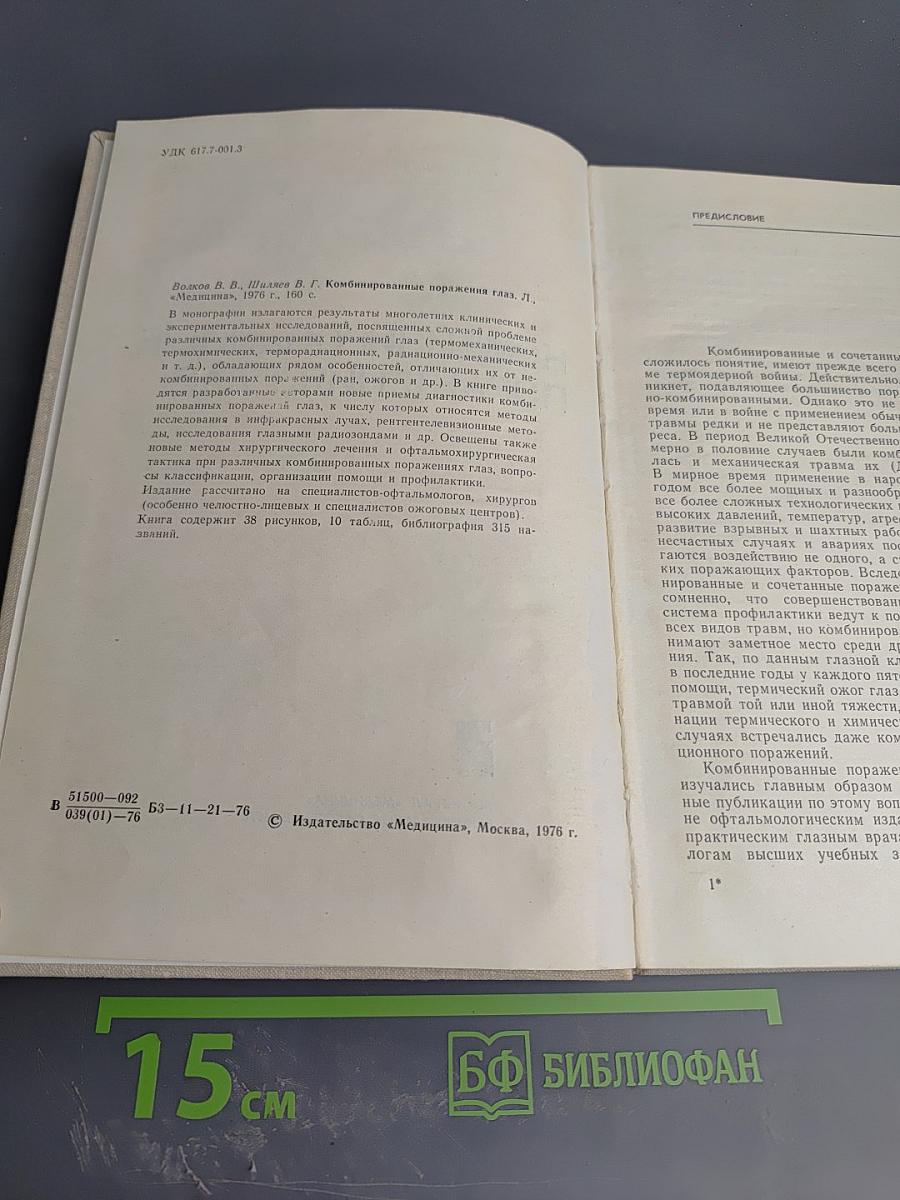 УДК 617.7-001.3
Волков В. В., Шиляев В. Г. Комбинированные поражения глаз. Л.,
«Медицина», 1976 г., 160 с.
В монографии излагаются результаты многолетних клинических и
экспериментальных исследований, посвященных сложной проблеме
различных комбинированных поражений глаз (термомеханических,
термохимических, терморадиационных, радиационно-механических
и т. д.), обладающих рядом особенностей, отличающих их от не-
комбинированных поражений (ран, ожогов и др.). В книге приво-
дятся разработанные авторами новые приемы диагностики комби-
нированных поражений глаз, к числу которых относятся методы
исследования в инфракрасных лучах, рентгентелевизионные мето-
ды, исследования глазными радиозондами и др. Освещены также
новые методы хирургического лечения и офтальмохирургическая
тактика при различных комбинированных поражениях глаз, вопро-
сы классификации, организации помощи и профилактики.
Издание рассчитано на специалистов-офтальмологов, хирургов
(особенно челюстно-лицевых и специалистов ожоговых центров).
Книга содержит 38 рисунков, 10 таблиц, библиография 315 на-
званий.
В 51500—092
039(01)—76 БЗ—11—21—76
© Издательство «Медицина», Москва, 1976 г.
ПРЕДИСЛОВИЕ
Комбинированные и сочетанны
сложилось понятие, имеют прежде всего
ме термоядерной войны. Действительно,
никнет, подавляющее большинство пор
но-комбинированными. Однако это не
время или в войне с применением обыч
травмы редки и не представляют боль
реса. В период Великой Отечественно
мерно в половине случаев были комб
лась и механическая травма их (Д
В мирное время применение в наро
годом все более мощных и разнообр
все более сложных технологических
высоких давлений, температур, агрес
развитие взрывных и шахтных рабо
несчастных случаях и авариях пос
гаются воздействию не одного, а с
ких поражающих факторов. Вследс
нированные и сочетанные пораже
сомненно, что совершенствовани
система профилактики ведут к по
всех видов травм, но комбиниров
нимают заметное место среди др
ния. Так, по данным глазной кл
в последние годы у каждого пят
помощи, термический ожог глаз
травмой той или иной тяжести,
нации термического и химичес
случаях встречались даже ком
ционного поражений.
Комбинированные пораже
изучались главным образом
ные публикации по этому воп
не офтальмологическим изда
практическим глазным врача
логам высших учебных з
1*
15 см
БФ БИБЛИОФАН